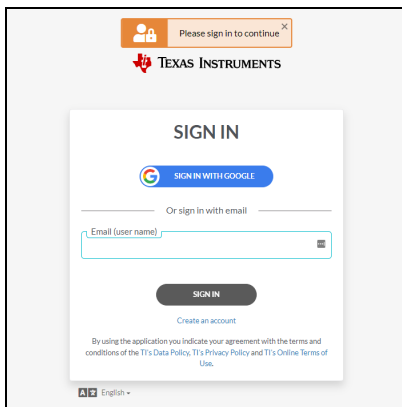 Please sign in to continue ×
TEXAS INSTRUMENTS
SIGN IN
SIGN IN WITH GOOGLE
Or sign in with email
Email (user name)
SIGN IN
Create an account
By using the application you indicate your agreement with the terms and
conditions of the TI's Data Policy, TI's Privacy Policy and TI's Online Terms of
Use.
English